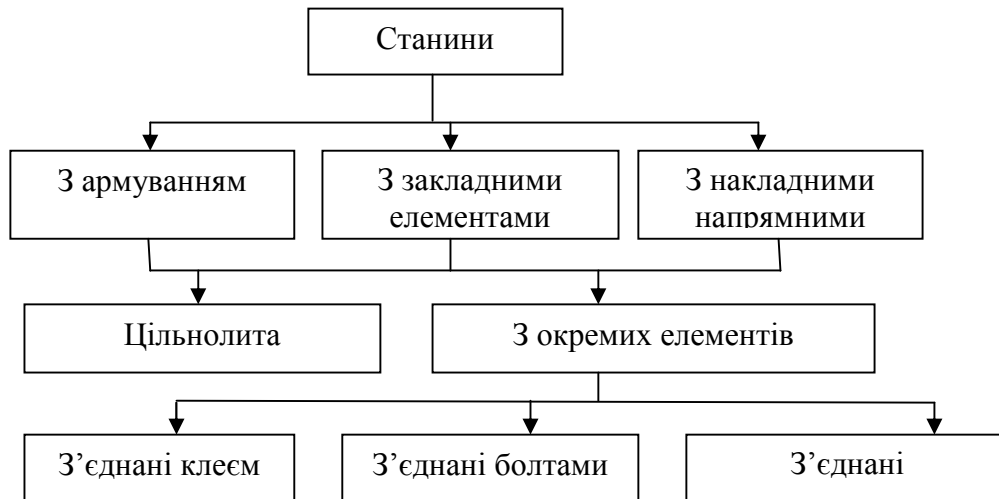 Станини
З армуванням
З закладними
елементами
З накладними
напрямними
Цільнолита
З окремих елементів
З’єднані клеєм
З’єднані болтами
З’єднані